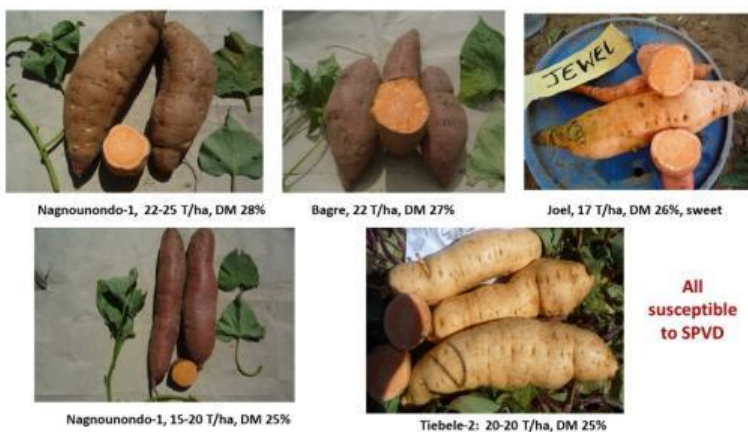 JEWEL
Nagnounondo-1, 22-25 T/ha, DM 28%
Bagre, 22 T/ha, DM 27%
Joel, 17 T/ha, DM 26%, sweet
All
susceptible
to SPVD
Nagnounondo-1, 15-20 T/ha, DM 25%
Tiebele-2: 20-20 T/ha, DM 25%